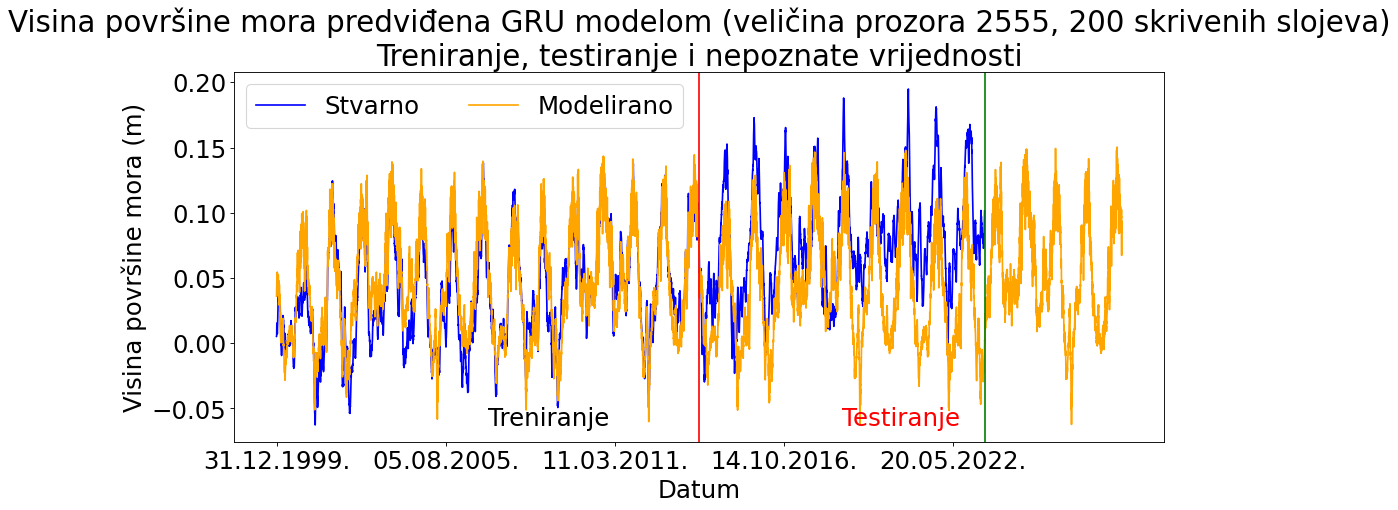 Visina površine mora predviđena GRU modelom (veličina prozora 2555, 200 skrivenih slojeva)
Treniranje, testiranje i nepoznate vrijednosti
Stvarno
Modelirano
Visina površine mora (m)
0.20
0.15
0.10
0.05
0.00
−0.05
Treniranje
Testiranje
31.12.1999.
05.08.2005.
11.03.2011.
14.10.2016.
20.05.2022.
Datum